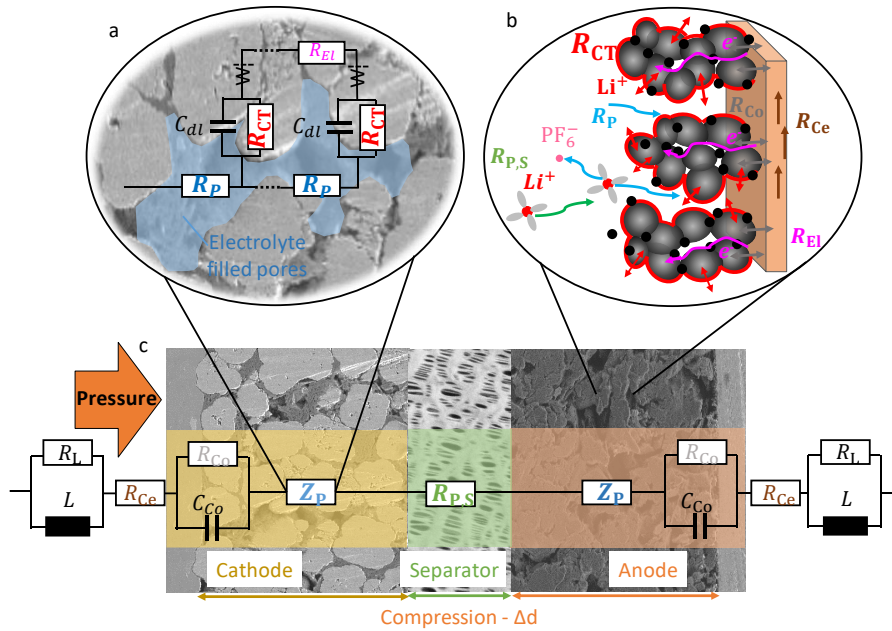 a
R_El
C_dl
R_CT
C_dl
R_CT
R_P
R_P
Electrolyte
filled pores
b
R_CT
e⁻
Li⁺
R_P
R_Co
R_Ce
PF₆⁻
e⁻
R_P,S
Li⁺
R_El
e⁻
c
Pressure
R_L
L
R_Ce
R_Co
C_Co
Z_P
R_P,S
Z_P
R_Co
C_Co
R_Ce
R_L
L
Cathode
Separator
Anode
Compression - Δd